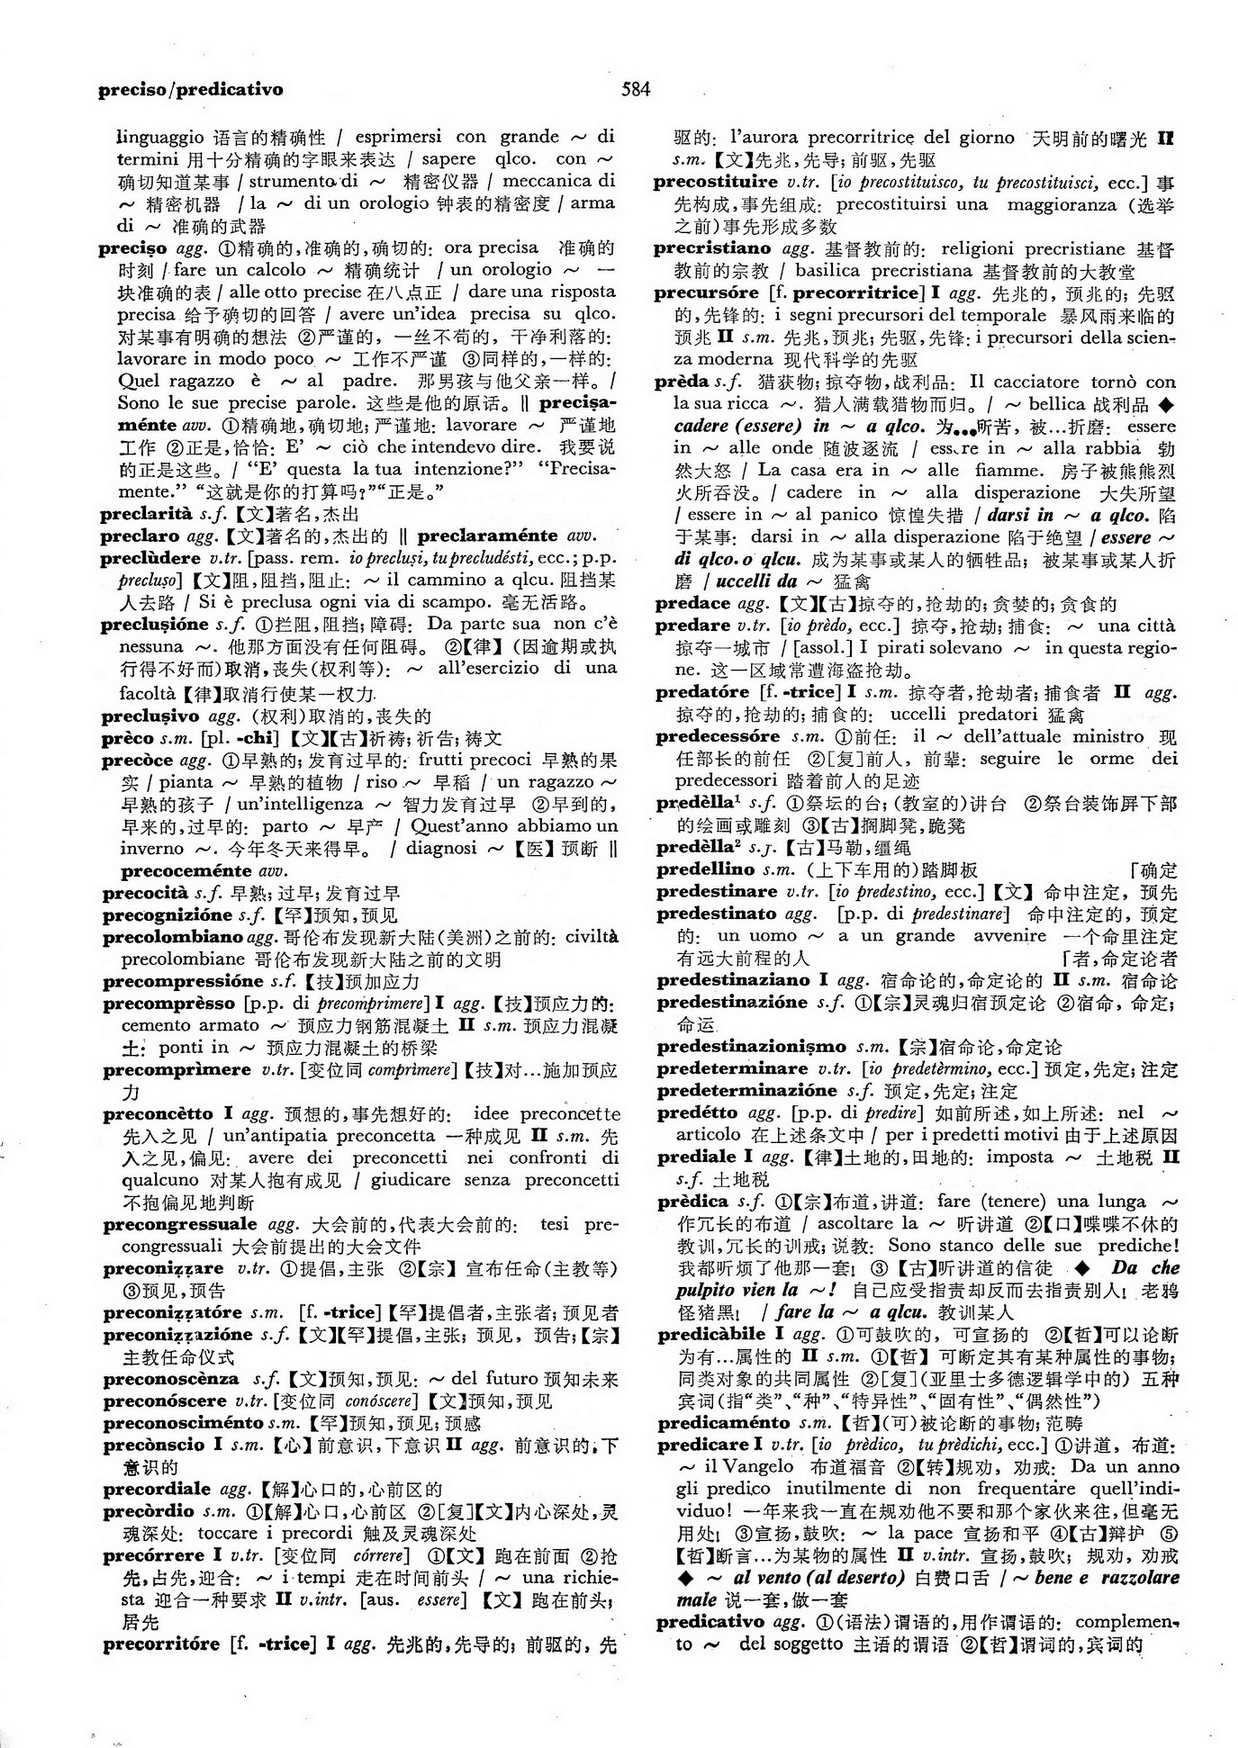 preciso/predicativo
584
linguaggio 语言的精确性 / esprimersi con grande ～ di
termini 用十分精确的字眼来表达 / sapere qlco. con ～
确切知道某事 / strumento di ～ 精密仪器 / meccanica di
～ 精密机器 / la ～ di un orologio 钟表的精密度 / arma
di ～ 准确的武器
preciṣo agg. ①精确的,准确的,确切的: ora precisa 准确的
时刻 / fare un calcolo ～ 精确统计 / un orologio ～ 一
块准确的表 / alle otto precise 在八点正 / dare una risposta
precisa 给予确切的回答 / avere un'idea precisa su qlco.
对某事有明确的想法 ②严谨的, 一丝不苟的, 干净利落的:
lavorare in modo poco ～ 工作不严谨 ③同样的,一样的:
Quel ragazzo è ～ al padre. 那男孩与他父亲一样。/
Sono le sue precise parole. 这些是他的原话。‖ preciṣa-
ménte avv. ①精确地,确切地; 严谨地: lavorare ～ 严谨地
工作 ②正是,恰恰: E' ～ ciò che intendevo dire. 我要说
的正是这些。/ “E' questa la tua intenzione?” “Precisa-
mente.” “这就是你的打算吗?”“正是。”
preclarità s.f. 【文】著名,杰出
preclaro agg. 【文】著名的,杰出的 ‖ preclaraménte avv.
preclùdere v.tr. [pass. rem. io precluṣi, tu precludésti, ecc.; p.p.
precluṣo] 【文】阻,阻挡,阻止: ～ il cammino a qlcu. 阻挡某
人去路 / Si è preclusa ogni via di scampo. 毫无活路。
precluṣióne s.f. ①拦阻,阻挡; 障碍: Da parte sua non c'è
nessuna ～. 他那方面没有任何阻碍。 ②【律】 (因逾期或执
行得不好而)取消,丧失(权利等): ～ all'esercizio di una
facoltà 【律】取消行使某一权力
precluṣivo agg. (权利)取消的,丧失的
prèco s.m. [pl. -chi] 【文】【古】祈祷; 祈告; 祷文
precòce agg. ①早熟的; 发育过早的: frutti precoci 早熟的果
实 / pianta ～ 早熟的植物 / riso ～ 早稻 / un ragazzo ～
早熟的孩子 / un'intelligenza ～ 智力发育过早 ②早到的,
早来的,过早的: parto ～ 早产 / Quest'anno abbiamo un
inverno ～. 今年冬天来得早。 / diagnosi ～ 【医】预断 ‖
precoceménte avv.
precocità s.f. 早熟; 过早; 发育过早
precognizióne s.f. 【罕】预知,预见
precolombiano agg. 哥伦布发现新大陆(美洲)之前的: civiltà
precolombiane 哥伦布发现新大陆之前的文明
precompressióne s.f. 【技】预加应力
precomprèsso [p.p. di precomprimere] I agg. 【技】预应力的:
cemento armato ～ 预应力钢筋混凝土 II s.m. 预应力混凝
土: ponti in ～ 预应力混凝土的桥梁
precomprìmere v.tr. [变位同 comprìmere] 【技】对…施加预应
力
preconcètto I agg. 预想的,事先想好的: idee preconcette
先入之见 / un'antipatia preconcetta 一种成见 II s.m. 先
入之见,偏见: avere dei preconcetti nei confronti di
qualcuno 对某人抱有成见 / giudicare senza preconcetti
不抱偏见地判断
precongressuale agg. 大会前的,代表大会前的: tesi pre-
congressuali 大会前提出的大会文件
preconiẓẓare v.tr. ①提倡,主张 ②【宗】 宣布任命(主教等)
③预见,预告
preconiẓẓatóre s.m. [f. -trice] 【罕】提倡者,主张者; 预见者
preconiẓẓazióne s.f. 【文】【罕】提倡,主张; 预见, 预告;【宗】
主教任命仪式
preconoscènza s.f. 【文】预知,预见: ～ del futuro 预知未来
preconóscere v.tr. [变位同 conóscere] 【文】预知,预见
preconosciménto s.m. 【罕】预知,预见; 预感
precònscio I s.m. 【心】前意识,下意识 II agg. 前意识的,下
意识的
precordiale agg. 【解】心口的,心前区的
precòrdio s.m. ①【解】心口,心前区 ②[复]【文】内心深处,灵
魂深处: toccare i precordi 触及灵魂深处
precórrere I v.tr. [变位同 córrere] ①【文】 跑在前面 ②抢
先,占先,迎合: ～ i tempi 走在时间前头 / ～ una richie-
sta 迎合一种要求 II v.intr. [aus. essere] 【文】 跑在前头;
居先
precorritóre [f. -trice] I agg. 先兆的,先导的; 前驱的, 先
驱的: l'aurora precorritrice del giorno 天明前的曙光 II
s.m. 【文】先兆,先导; 前驱,先驱
precostituire v.tr. [io precostituisco, tu precostituisci, ecc.] 事
先构成,事先组成: precostituirsi una maggioranza (选举
之前)事先形成多数
precristiano agg. 基督教前的: religioni precristiane 基督
教前的宗教 / basilica precristiana 基督教前的大教堂
precursóre [f. precorritrice] I agg. 先兆的, 预兆的; 先驱
的,先锋的: i segni precursori del temporale 暴风雨来临的
预兆 II s.m. 先兆,预兆; 先驱,先锋: i precursori della scien-
za moderna 现代科学的先驱
prèda s.f. 猎获物; 掠夺物,战利品: Il cacciatore tornò con
la sua ricca ～. 猎人满载猎物而归。/ ～ bellica 战利品 ◆
cadere (essere) in ～ a qlco. 为…所苦, 被…折磨: essere
in ～ alle onde 随波逐流 / essere in ～ alla rabbia 勃
然大怒 / La casa era in ～ alle fiamme. 房子被熊熊烈
火所吞没。/ cadere in ～ alla disperazione 大失所望
/ essere in ～ al panico 惊惶失措 / darsi in ～ a qlco. 陷
于某事: darsi in ～ alla disperazione 陷于绝望 / essere ～
di qlco. o qlcu. 成为某事或某人的牺牲品; 被某事或某人折
磨 / uccelli da ～ 猛禽
predace agg. 【文】【古】掠夺的,抢劫的; 贪婪的; 贪食的
predare v.tr. [io prèdo, ecc.] 掠夺,抢劫; 捕食: ～ una città
掠夺一城市 / [assol.] I pirati solevano ～ in questa regio-
ne. 这一区域常遭海盗抢劫。
predatóre [f. -trice] I s.m. 掠夺者,抢劫者; 捕食者 II agg.
掠夺的,抢劫的; 捕食的: uccelli predatori 猛禽
predecessóre s.m. ①前任: il ～ dell'attuale ministro 现
任部长的前任 ②[复]前人, 前辈: seguire le orme dei
predecessori 踏着前人的足迹
predèlla¹ s.f. ①祭坛的台; (教室的)讲台 ②祭台装饰屏下部
的绘画或雕刻 ③【古】搁脚凳,跪凳
predèlla² s.f. 【古】马勒,缰绳
predellino s.m. (上下车用的)踏脚板 「确定
predestinare v.tr. [io predestino, ecc.] 【文】 命中注定, 预先
predestinato agg. [p.p. di predestinare] 命中注定的, 预定
的: un uomo ～ a un grande avvenire 一个命里注定
有远大前程的人 「者,命定论者
predestinaziano I agg. 宿命论的,命定论的 II s.m. 宿命论
predestinazióne s.f. ①【宗】灵魂归宿预定论 ②宿命, 命定;
命运
predestinazioniṣmo s.m. 【宗】宿命论,命定论
predeterminare v.tr. [io predetèrmino, ecc.] 预定,先定; 注定
predeterminazióne s.f. 预定,先定; 注定
predétto agg. [p.p. di predire] 如前所述,如上所述: nel ～
articolo 在上述条文中 / per i predetti motivi 由于上述原因
prediale I agg. 【律】土地的,田地的: imposta ～ 土地税 II
s.f. 土地税
prèdica s.f. ①【宗】布道,讲道: fare (tenere) una lunga ～
作冗长的布道 / ascoltare la ～ 听讲道 ②【口】喋喋不休的
教训,冗长的训戒; 说教: Sono stanco delle sue prediche!
我都听烦了他那一套! ③ 【古】听讲道的信徒 ◆ Da che
pulpito vien la ～! 自己应受指责却反而去指责别人! 老鸦
怪猪黑! / fare la ～ a qlcu. 教训某人
predicàbile I agg. ①可鼓吹的, 可宣扬的 ②【哲】可以论断
为有…属性的 II s.m. ①【哲】 可断定其有某种属性的事物;
同类对象的共同属性 ②[复](亚里士多德逻辑学中的) 五种
宾词(指“类”、“种”、“特异性”、“固有性”、“偶然性”)
predicaménto s.m. 【哲】(可)被论断的事物; 范畴
predicare I v.tr. [io prèdico, tu prèdichi, ecc.] ①讲道, 布道:
～ il Vangelo 布道福音 ②【转】规劝, 劝戒: Da un anno
gli predico inutilmente di non frequentare quell'indi-
viduo! 一年来我一直在规劝他不要和那个家伙来往,但毫无
用处! ③宣扬,鼓吹: ～ la pace 宣扬和平 ④【古】辩护 ⑤
【哲】断言…为某物的属性 II v.intr. 宣扬,鼓吹; 规劝, 劝戒
◆ ～ al vento (al deserto) 白费口舌 / ～ bene e razzolare
male 说一套,做一套
predicativo agg. ①(语法)谓语的,用作谓语的: complemen-
to ～ del soggetto 主语的谓语 ②【哲】谓词的,宾词的